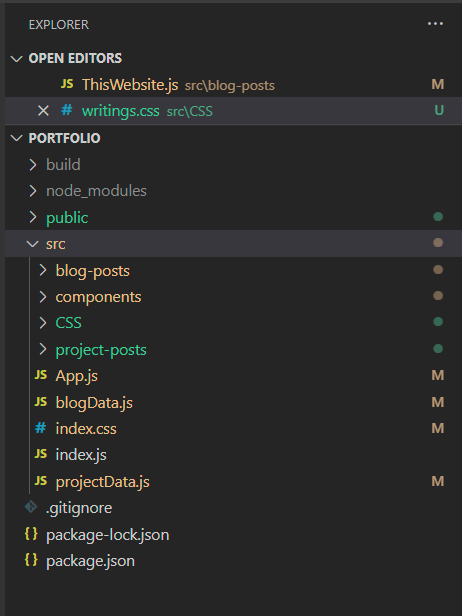 EXPLORER ···
OPEN EDITORS
JS ThisWebsite.js src\blog-posts M
# writings.css src\CSS U
PORTFOLIO
build
node_modules
public
src
blog-posts
components
CSS
project-posts
JS App.js M
JS blogData.js M
# index.css M
JS index.js
JS projectData.js M
.gitignore
{} package-lock.json
{} package.json